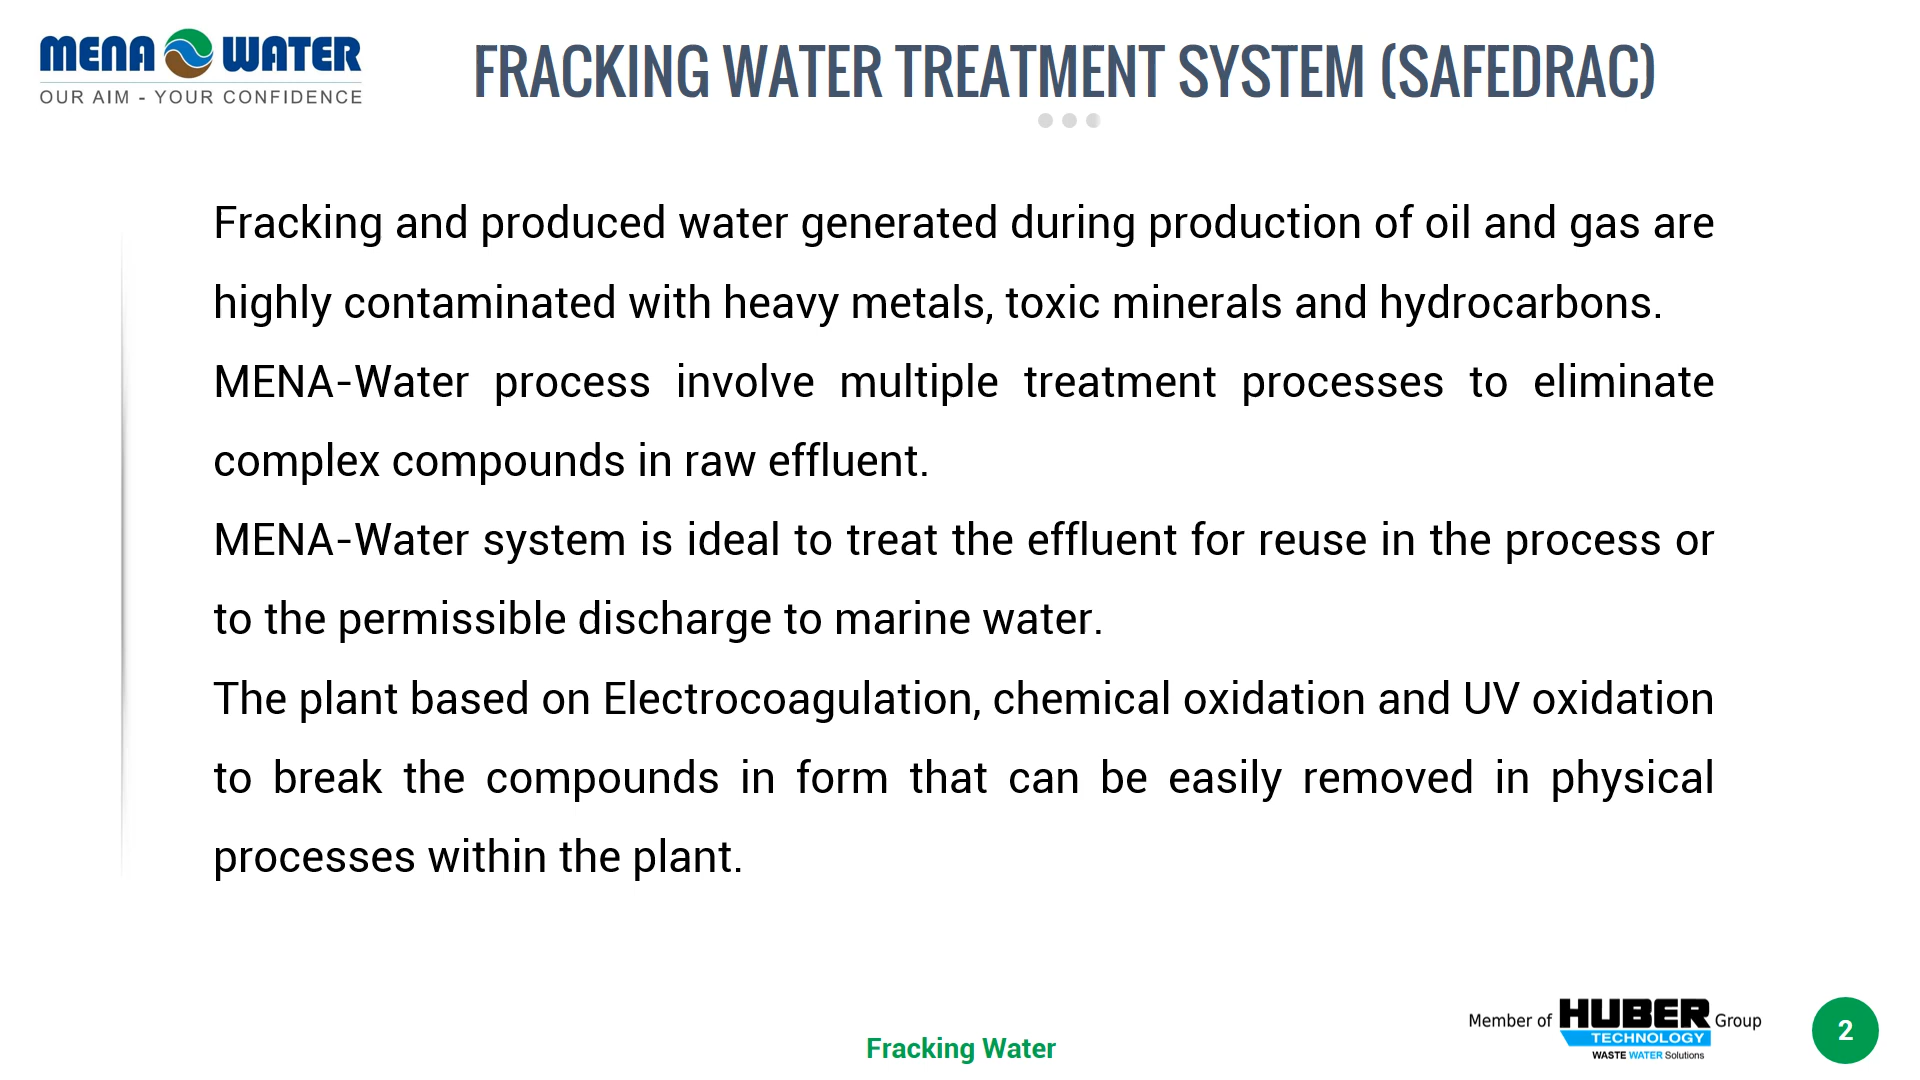 MENA WATER
OUR AIM - YOUR CONFIDENCE
FRACKING WATER TREATMENT SYSTEM (SAFEDRAC)
Fracking and produced water generated during production of oil and gas are
highly contaminated with heavy metals, toxic minerals and hydrocarbons.
MENA-Water process involve multiple treatment processes to eliminate
complex compounds in raw effluent.
MENA-Water system is ideal to treat the effluent for reuse in the process or
to the permissible discharge to marine water.
The plant based on Electrocoagulation, chemical oxidation and UV oxidation
to break the compounds in form that can be easily removed in physical
processes within the plant.
Fracking Water
Member of HUBER Group
TECHNOLOGY
WASTE WATER Solutions
2